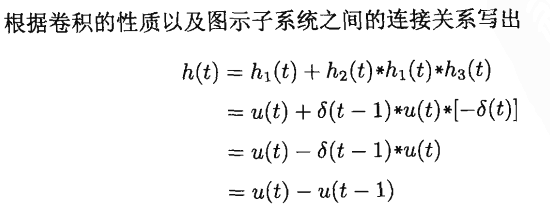 根据卷积的性质以及图示子系统之间的连接关系写出
h(t) = h₁(t) + h₂(t)*h₁(t)*h₃(t)
= u(t) + δ(t − 1)*u(t)*[−δ(t)]
= u(t) − δ(t − 1)*u(t)
= u(t) − u(t − 1)